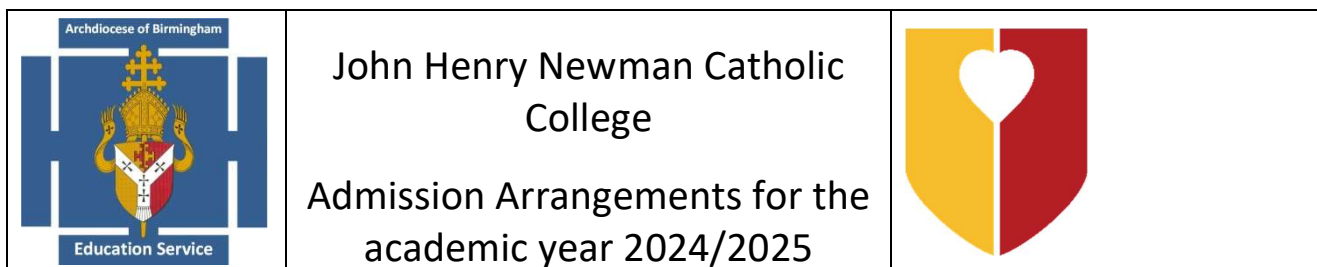 Archdiocese of Birmingham
Education Service
John Henry Newman Catholic
College
Admission Arrangements for the
academic year 2024/2025